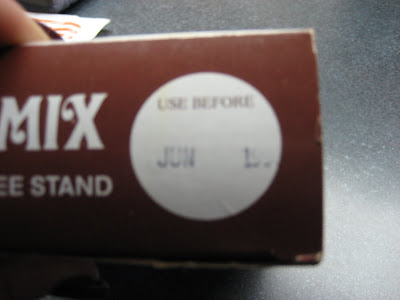 MIX
USE BEFORE
JUN
EE STAND